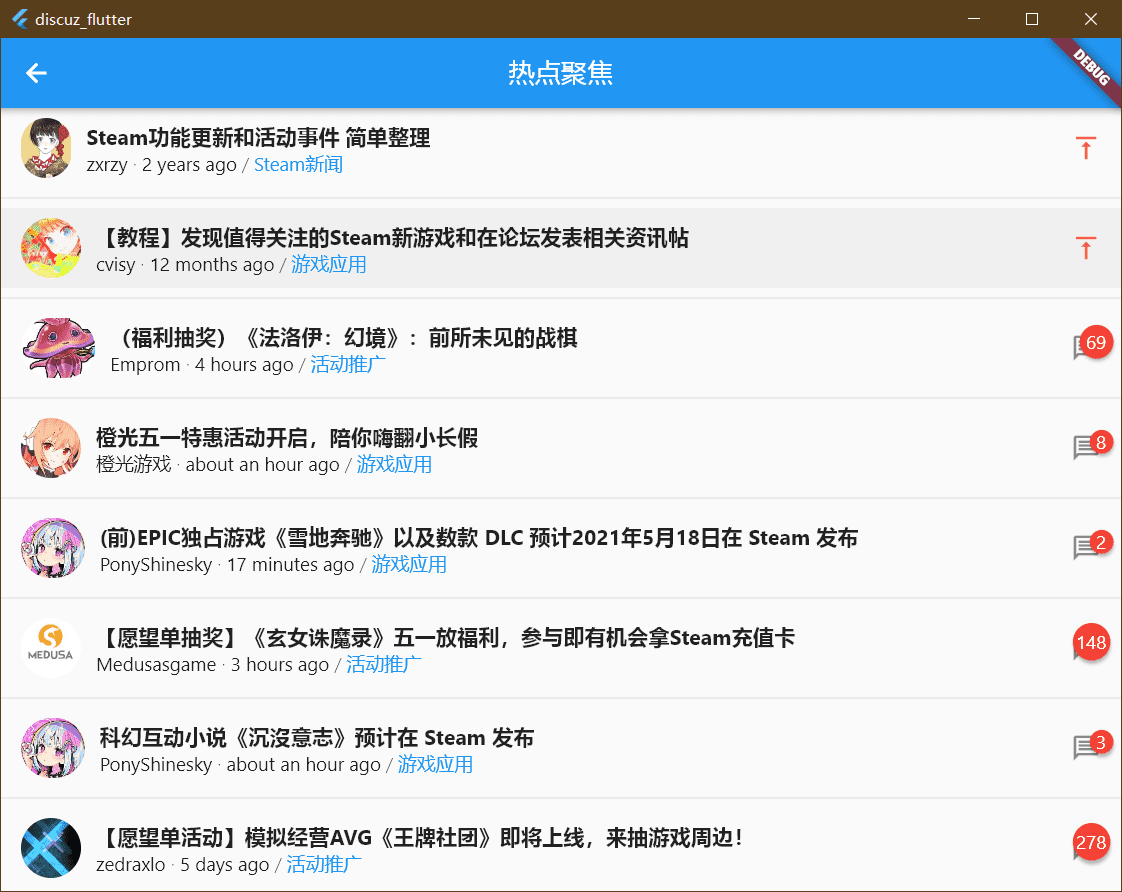 discuz_flutter
热点聚焦
DEBUG
Steam功能更新和活动事件 简单整理
zxrzy · 2 years ago / Steam新闻
【教程】发现值得关注的Steam新游戏和在论坛发表相关资讯帖
cvisy · 12 months ago / 游戏应用
（福利抽奖）《法洛伊：幻境》：前所未见的战棋
69
Emprom · 4 hours ago / 活动推广
橙光五一特惠活动开启，陪你嗨翻小长假
8
橙光游戏 · about an hour ago / 游戏应用
(前)EPIC独占游戏《雪地奔驰》以及数款 DLC 预计2021年5月18日在 Steam 发布
2
PonyShinesky · 17 minutes ago / 游戏应用
【愿望单抽奖】《玄女诛魔录》五一放福利，参与即有机会拿Steam充值卡
148
MEDUSA
Medusasgame · 3 hours ago / 活动推广
科幻互动小说《沉沒意志》预计在 Steam 发布
3
PonyShinesky · about an hour ago / 游戏应用
【愿望单活动】模拟经营AVG《王牌社团》即将上线，来抽游戏周边！
278
zedraxlo · 5 days ago / 活动推广